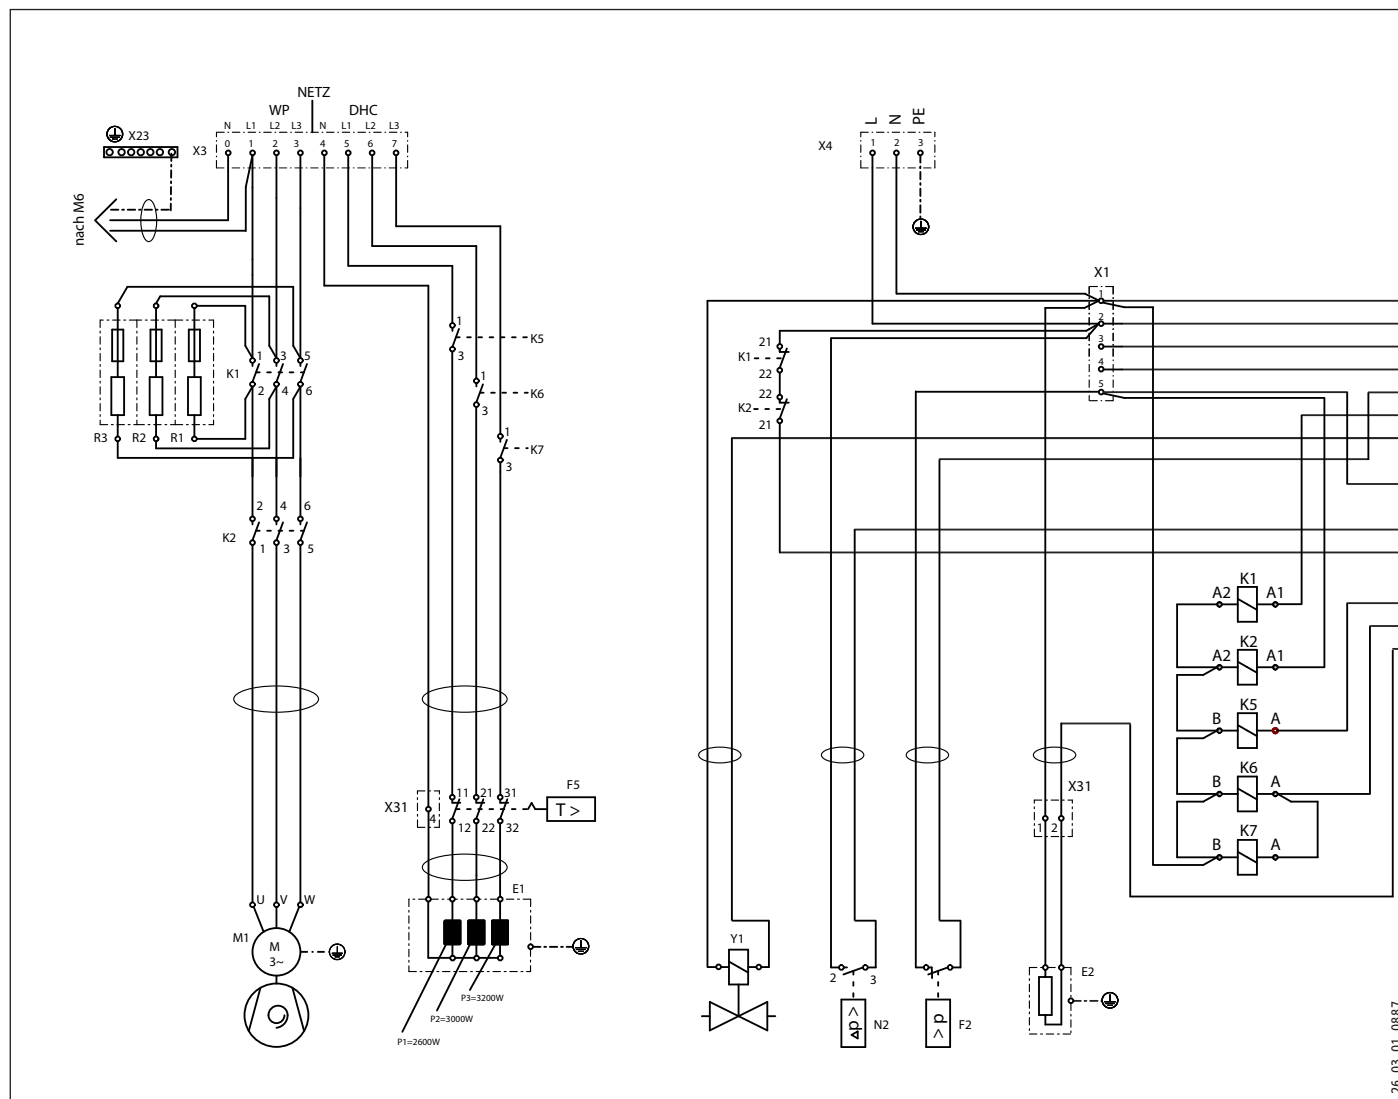 NETZ
WP DHC
N L1 L2 L3 N L1 L2 L3
X23
X3
0 1 2 3 4 5 6 7
nach M6
L N PE
X4
1 2 3
X1
1
2
3
4
5
1
K5
3
21
K1
22
1 3 5
K1
2 4 6
1
K6
3
22
K2
21
R3 R2 R1
1
K7
3
2 4 6
K2
1 3 5
K1
A2 A1
K2
A2 A1
K5
B A
K6
B A
K7
B A
F5
X31
4
11 21 31
12 22 32
T >
X31
1 2
E1
U V W
M1
M
3~
P3=3200W
P2=3000W
P1=2600W
Y1
2 3
Δp >
N2
> p
F2
E2
26_03_01_0887